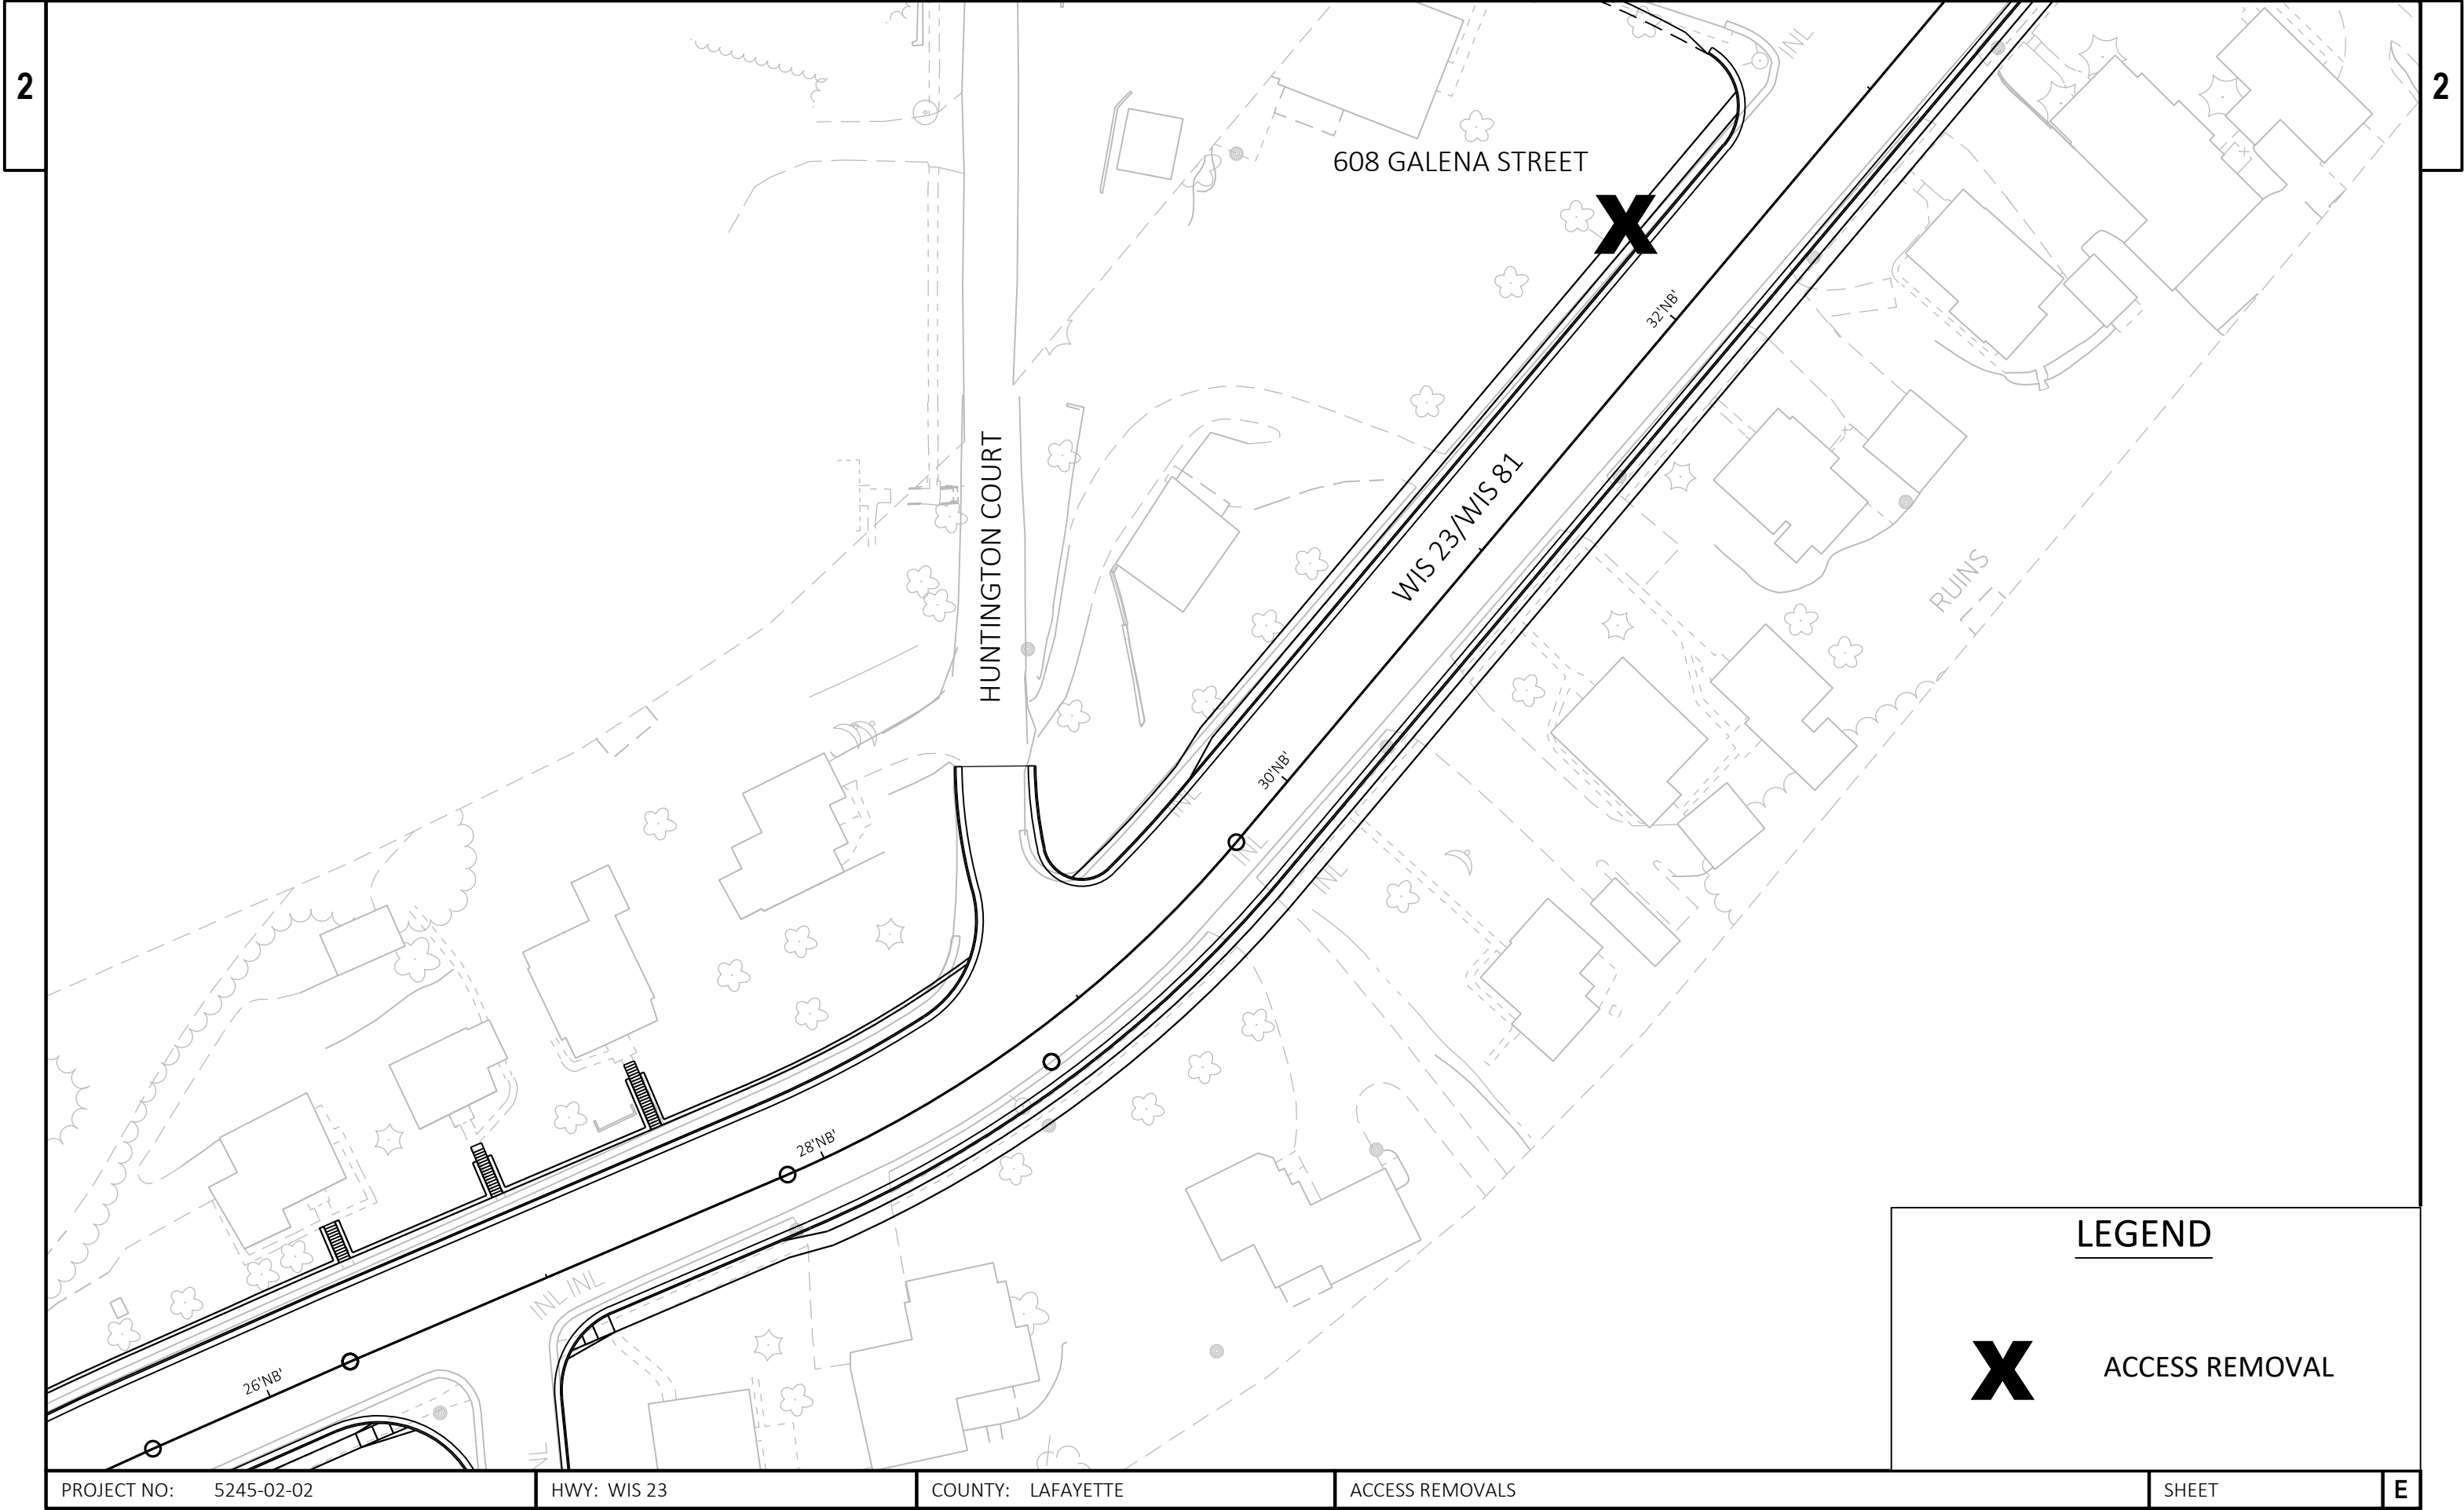 2
2
INL
608 GALENA STREET
32'NB'
WIS 23/WIS 81
HUNTINGTON COURT
RUINS
30'NB'
INL
INL
INL
28'NB'
INL INL
26'NB'
LEGEND
X ACCESS REMOVAL
PROJECT NO: 5245-02-02 HWY: WIS 23 COUNTY: LAFAYETTE ACCESS REMOVALS SHEET E